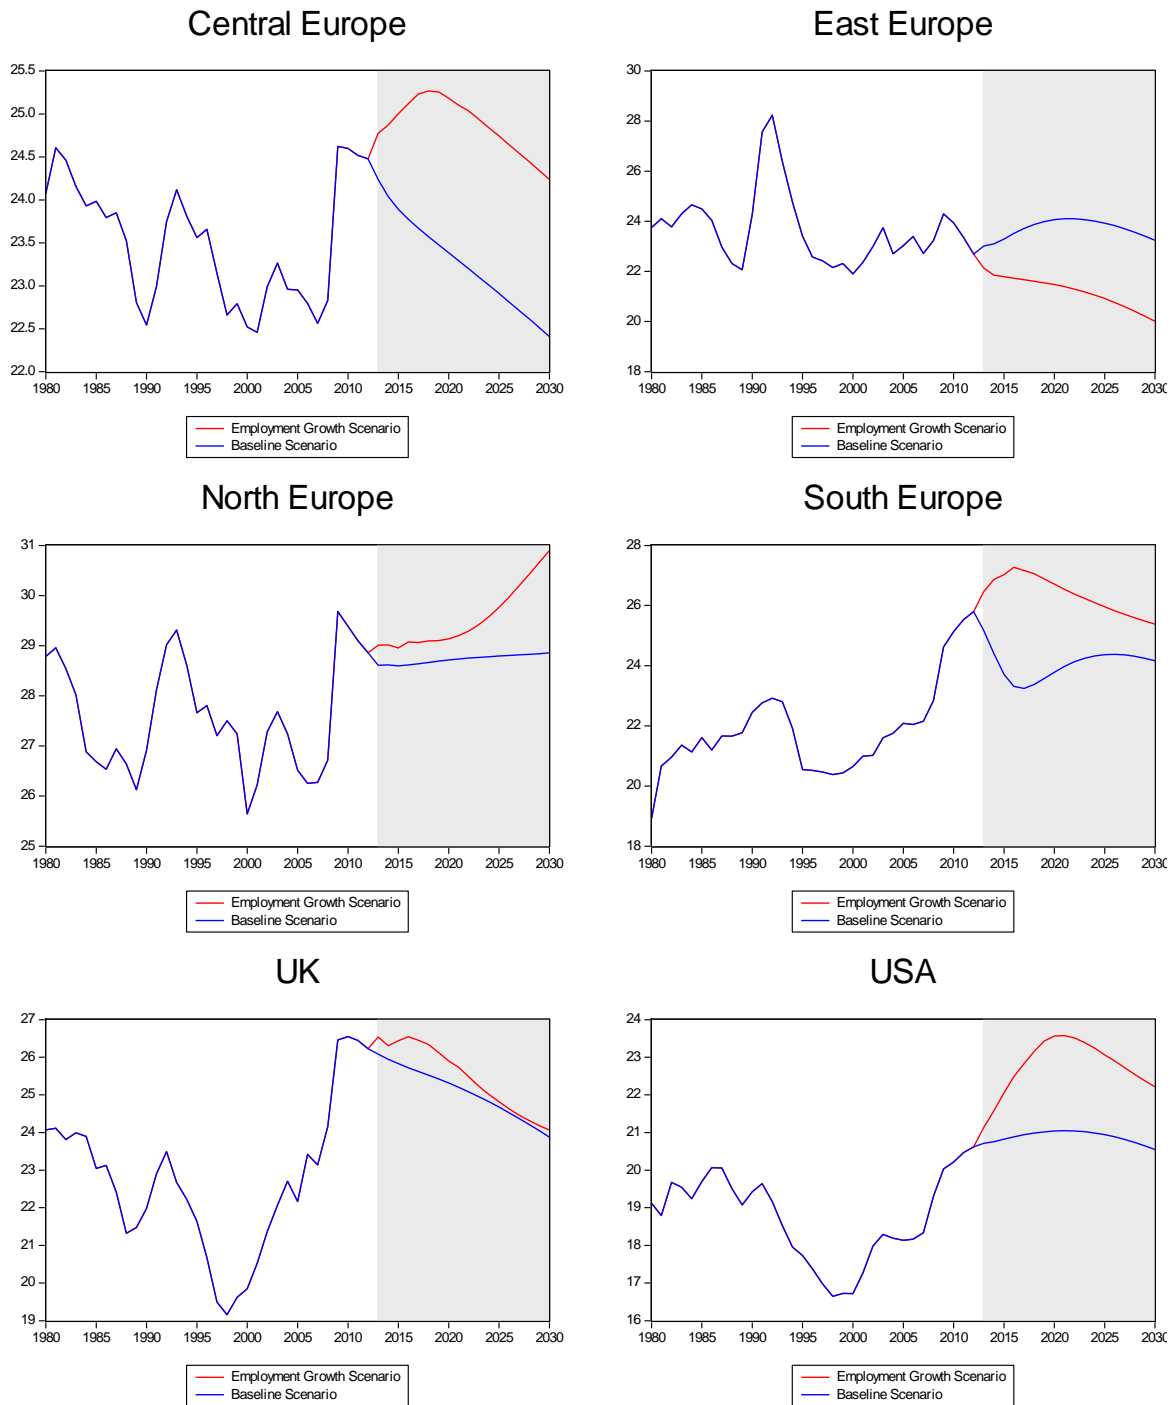 Central Europe
25.5
25.0
24.5
24.0
23.5
23.0
22.5
22.0
1980 1985 1990 1995 2000 2005 2010 2015 2020 2025 2030
Employment Growth Scenario
Baseline Scenario
East Europe
30
28
26
24
22
20
18
1980 1985 1990 1995 2000 2005 2010 2015 2020 2025 2030
Employment Growth Scenario
Baseline Scenario
North Europe
31
30
29
28
27
26
25
1980 1985 1990 1995 2000 2005 2010 2015 2020 2025 2030
Employment Growth Scenario
Baseline Scenario
South Europe
28
26
24
22
20
18
1980 1985 1990 1995 2000 2005 2010 2015 2020 2025 2030
Employment Growth Scenario
Baseline Scenario
UK
27
26
25
24
23
22
21
20
19
1980 1985 1990 1995 2000 2005 2010 2015 2020 2025 2030
Employment Growth Scenario
Baseline Scenario
USA
24
23
22
21
20
19
18
17
16
1980 1985 1990 1995 2000 2005 2010 2015 2020 2025 2030
Employment Growth Scenario
Baseline Scenario